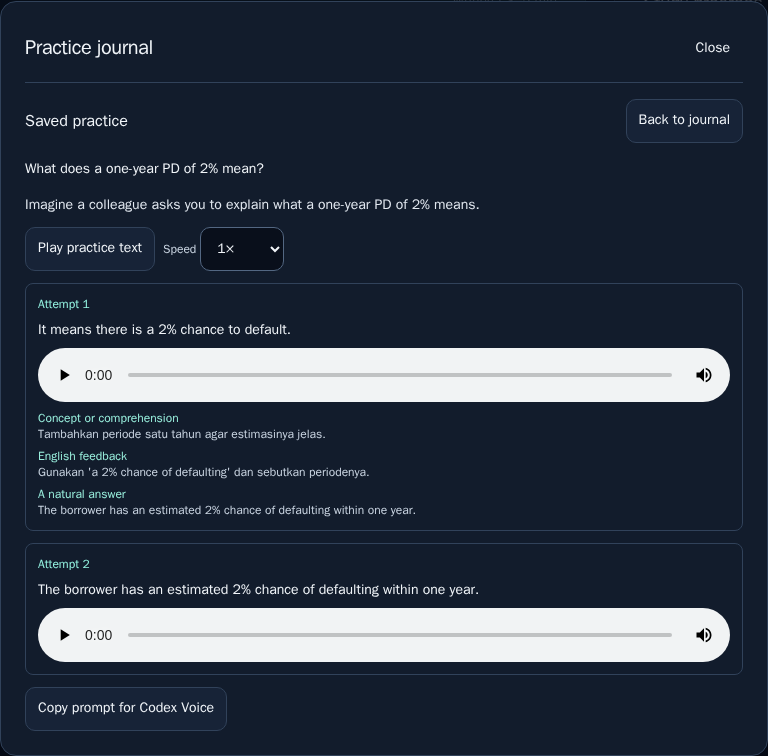 Practice journal
Close
Saved practice
Back to journal
What does a one-year PD of 2% mean?
Imagine a colleague asks you to explain what a one-year PD of 2% means.
Play practice text
Speed
1×
Attempt 1
It means there is a 2% chance to default.
0:00
Concept or comprehension
Tambahkan periode satu tahun agar estimasinya jelas.
English feedback
Gunakan 'a 2% chance of defaulting' dan sebutkan periodenya.
A natural answer
The borrower has an estimated 2% chance of defaulting within one year.
Attempt 2
The borrower has an estimated 2% chance of defaulting within one year.
0:00
Copy prompt for Codex Voice